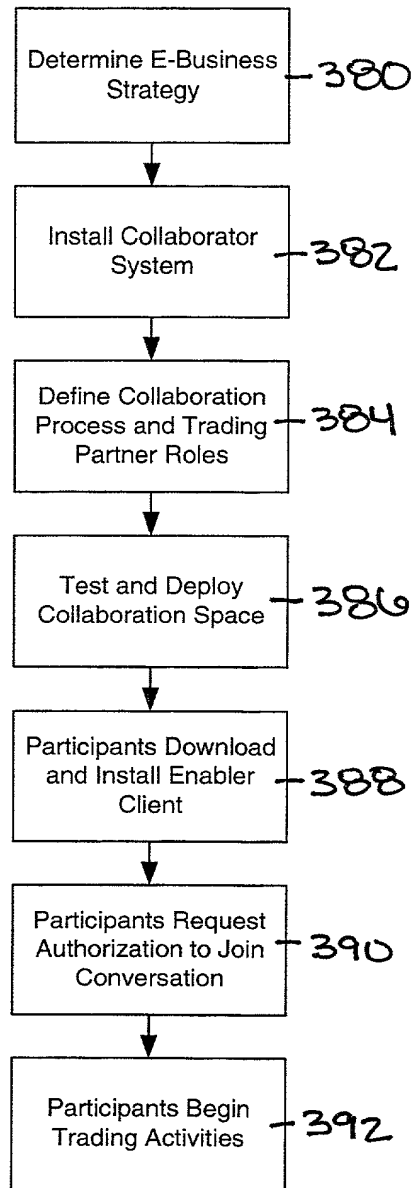 Determine E-Business
Strategy
380
Install Collaborator
System
382
Define Collaboration
Process and Trading
Partner Roles
384
Test and Deploy
Collaboration Space
386
Participants Download
and Install Enabler
Client
388
Participants Request
Authorization to Join
Conversation
390
Participants Begin
Trading Activities
392